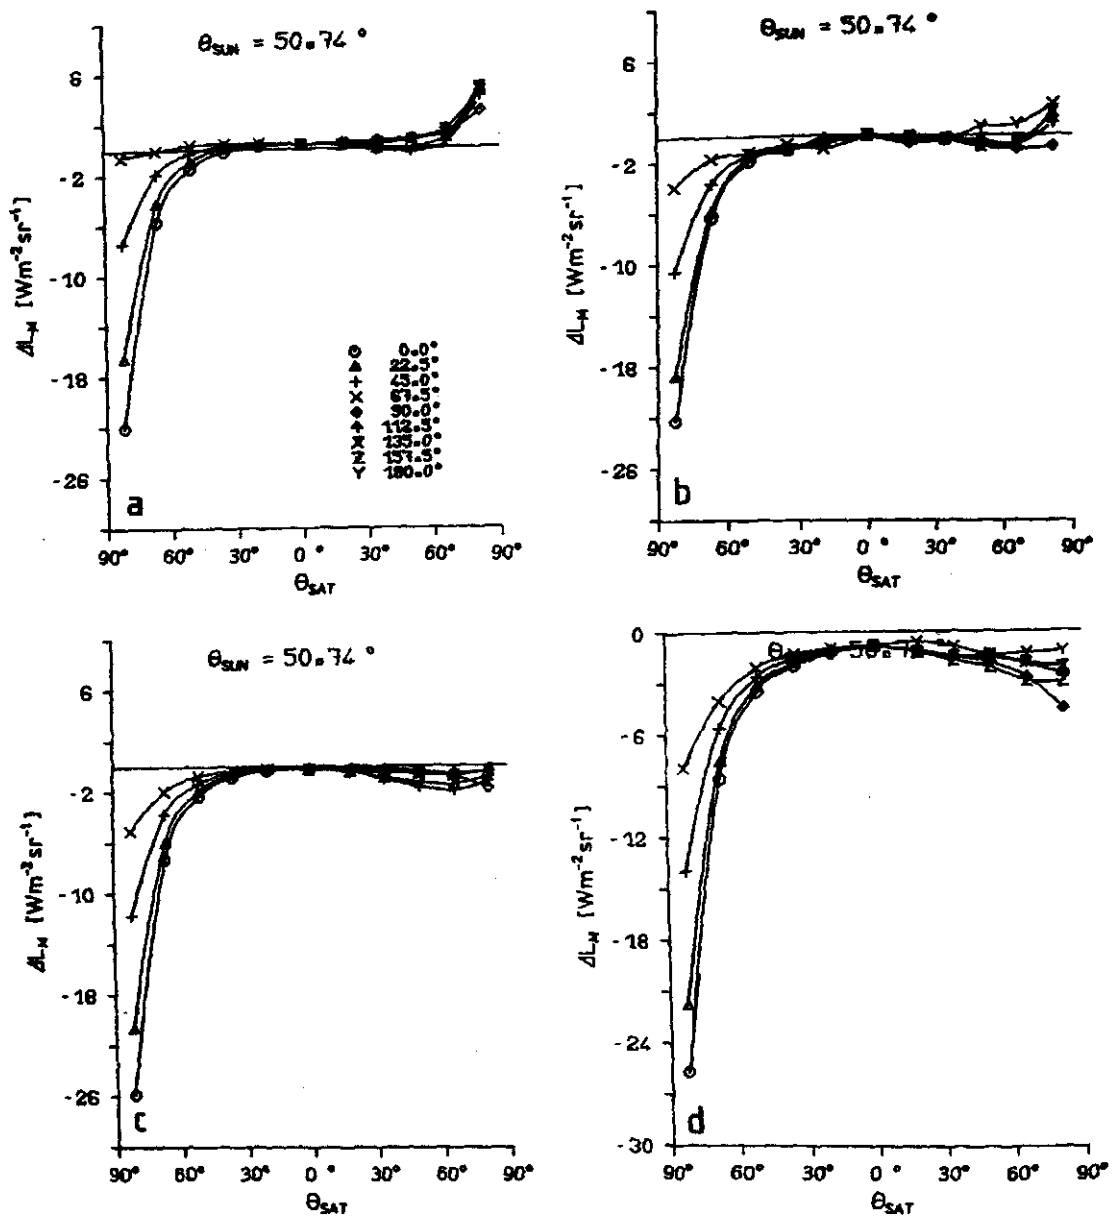 θSUN = 50.74°
6
-2
-10
-18
-26
ΔLM [Wm⁻²sr⁻¹]
0.0°
22.5°
45.0°
67.5°
90.0°
112.5°
135.0°
157.5°
180.0°
a
90° 60° 30° 0° 30° 60° 90°
θSAT
θSUN = 50.74°
6
-2
-10
-18
-26
ΔLM [Wm⁻²sr⁻¹]
b
90° 60° 30° 0° 30° 60° 90°
θSAT
θSUN = 50.74°
6
-2
-10
-18
-26
ΔLM [Wm⁻²sr⁻¹]
c
90° 60° 30° 0° 30° 60° 90°
θSAT
0
-6
-12
-18
-24
-30
ΔLM [Wm⁻²sr⁻¹]
d
90° 60° 30° 0° 30° 60° 90°
θSAT